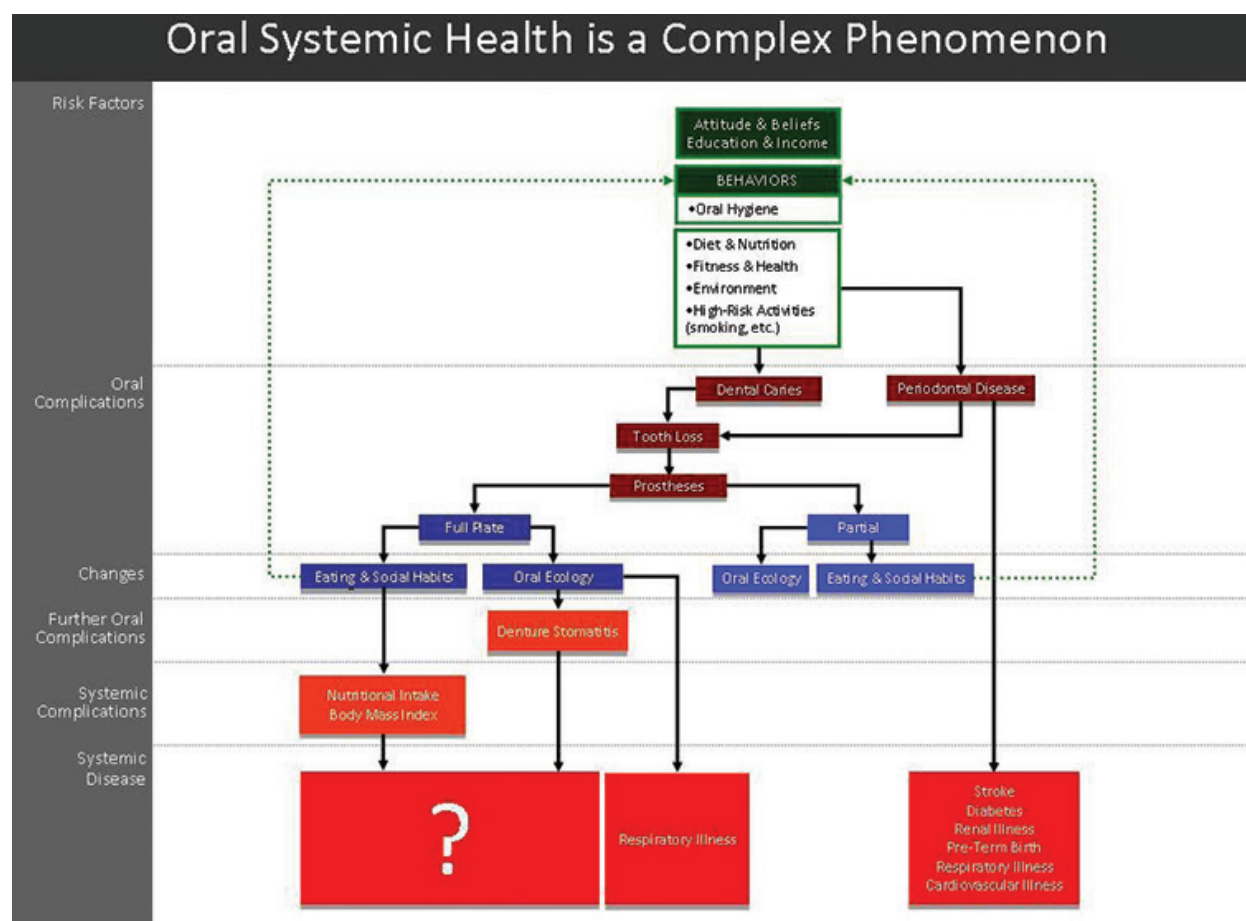 Oral Systemic Health is a Complex Phenomenon
Risk Factors
Attitude & Beliefs
Education & Income
BEHAVIORS
•Oral Hygiene
•Diet & Nutrition
•Fitness & Health
•Environment
•High-Risk Activities
(smoking, etc.)
Oral
Complications
Dental Caries
Periodontal Disease
Tooth Loss
Prostheses
Full Plate
Partial
Changes
Eating & Social Habits
Oral Ecology
Oral Ecology
Eating & Social Habits
Further Oral
Complications
Denture Stomatitis
Systemic
Complications
Nutritional Intake
Body Mass Index
Systemic
Disease
?
Respiratory Illness
Stroke
Diabetes
Renal Illness
Pre-Term Birth
Respiratory Illness
Cardiovascular Illness